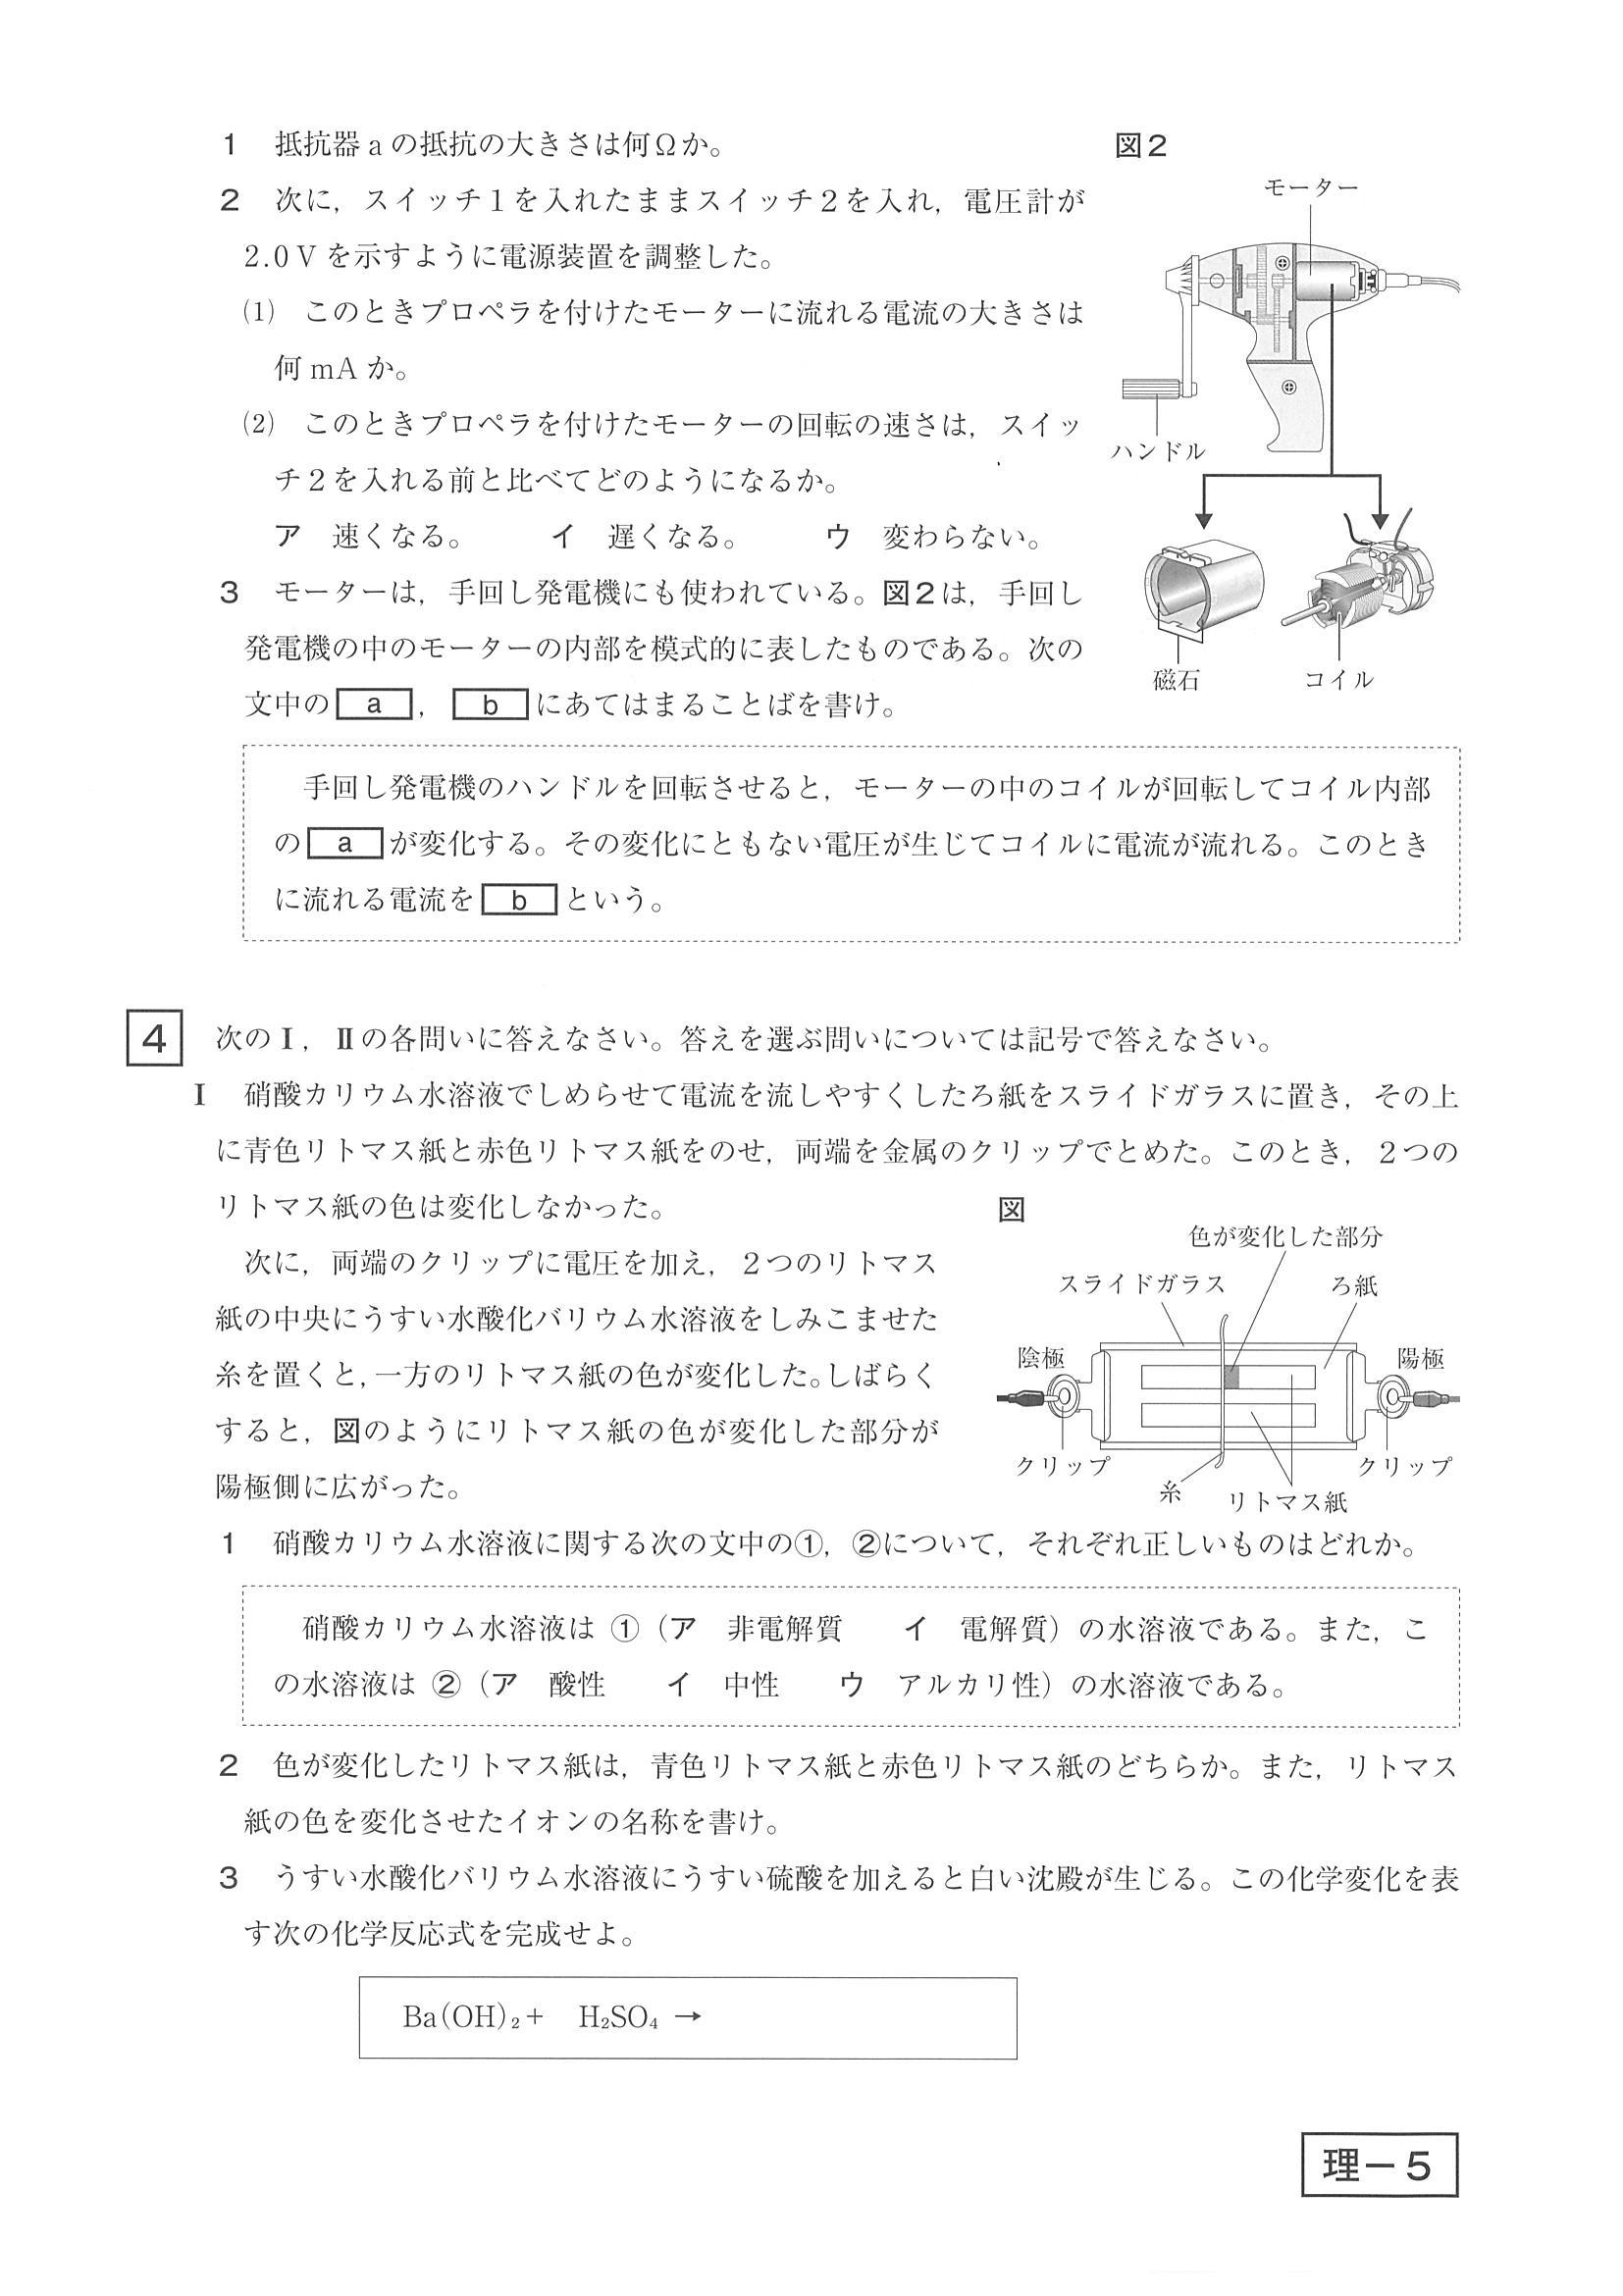 1 抵抗器aの抵抗の大きさは何Ωか。
2 次に，スイッチ1を入れたままスイッチ2を入れ，電圧計が
2.0Vを示すように電源装置を調整した。
⑴ このときプロペラを付けたモーターに流れる電流の大きさは
何mAか。
⑵ このときプロペラを付けたモーターの回転の速さは，スイッ
チ2を入れる前と比べてどのようになるか。
ア 速くなる。 イ 遅くなる。 ウ 変わらない。
3 モーターは，手回し発電機にも使われている。図2は，手回し
発電機の中のモーターの内部を模式的に表したものである。次の
文中の a ， b にあてはまることばを書け。
図2
モーター
ハンドル
磁石
コイル
手回し発電機のハンドルを回転させると，モーターの中のコイルが回転してコイル内部
の a が変化する。その変化にともない電圧が生じてコイルに電流が流れる。このとき
に流れる電流を b という。
4 次のⅠ，Ⅱの各問いに答えなさい。答えを選ぶ問いについては記号で答えなさい。
Ⅰ 硝酸カリウム水溶液でしめらせて電流を流しやすくしたろ紙をスライドガラスに置き，その上
に青色リトマス紙と赤色リトマス紙をのせ，両端を金属のクリップでとめた。このとき，2つの
リトマス紙の色は変化しなかった。
次に，両端のクリップに電圧を加え，2つのリトマス
紙の中央にうすい水酸化バリウム水溶液をしみこませた
糸を置くと，一方のリトマス紙の色が変化した。しばらく
すると，図のようにリトマス紙の色が変化した部分が
陽極側に広がった。
図
色が変化した部分
スライドガラス
ろ紙
陰極
陽極
クリップ
クリップ
糸
リトマス紙
1 硝酸カリウム水溶液に関する次の文中の①，②について，それぞれ正しいものはどれか。
硝酸カリウム水溶液は ①（ア 非電解質 イ 電解質）の水溶液である。また，こ
の水溶液は ②（ア 酸性 イ 中性 ウ アルカリ性）の水溶液である。
2 色が変化したリトマス紙は，青色リトマス紙と赤色リトマス紙のどちらか。また，リトマス
紙の色を変化させたイオンの名称を書け。
3 うすい水酸化バリウム水溶液にうすい硫酸を加えると白い沈殿が生じる。この化学変化を表
す次の化学反応式を完成せよ。
Ba(OH)₂＋ H₂SO₄ →
理－5